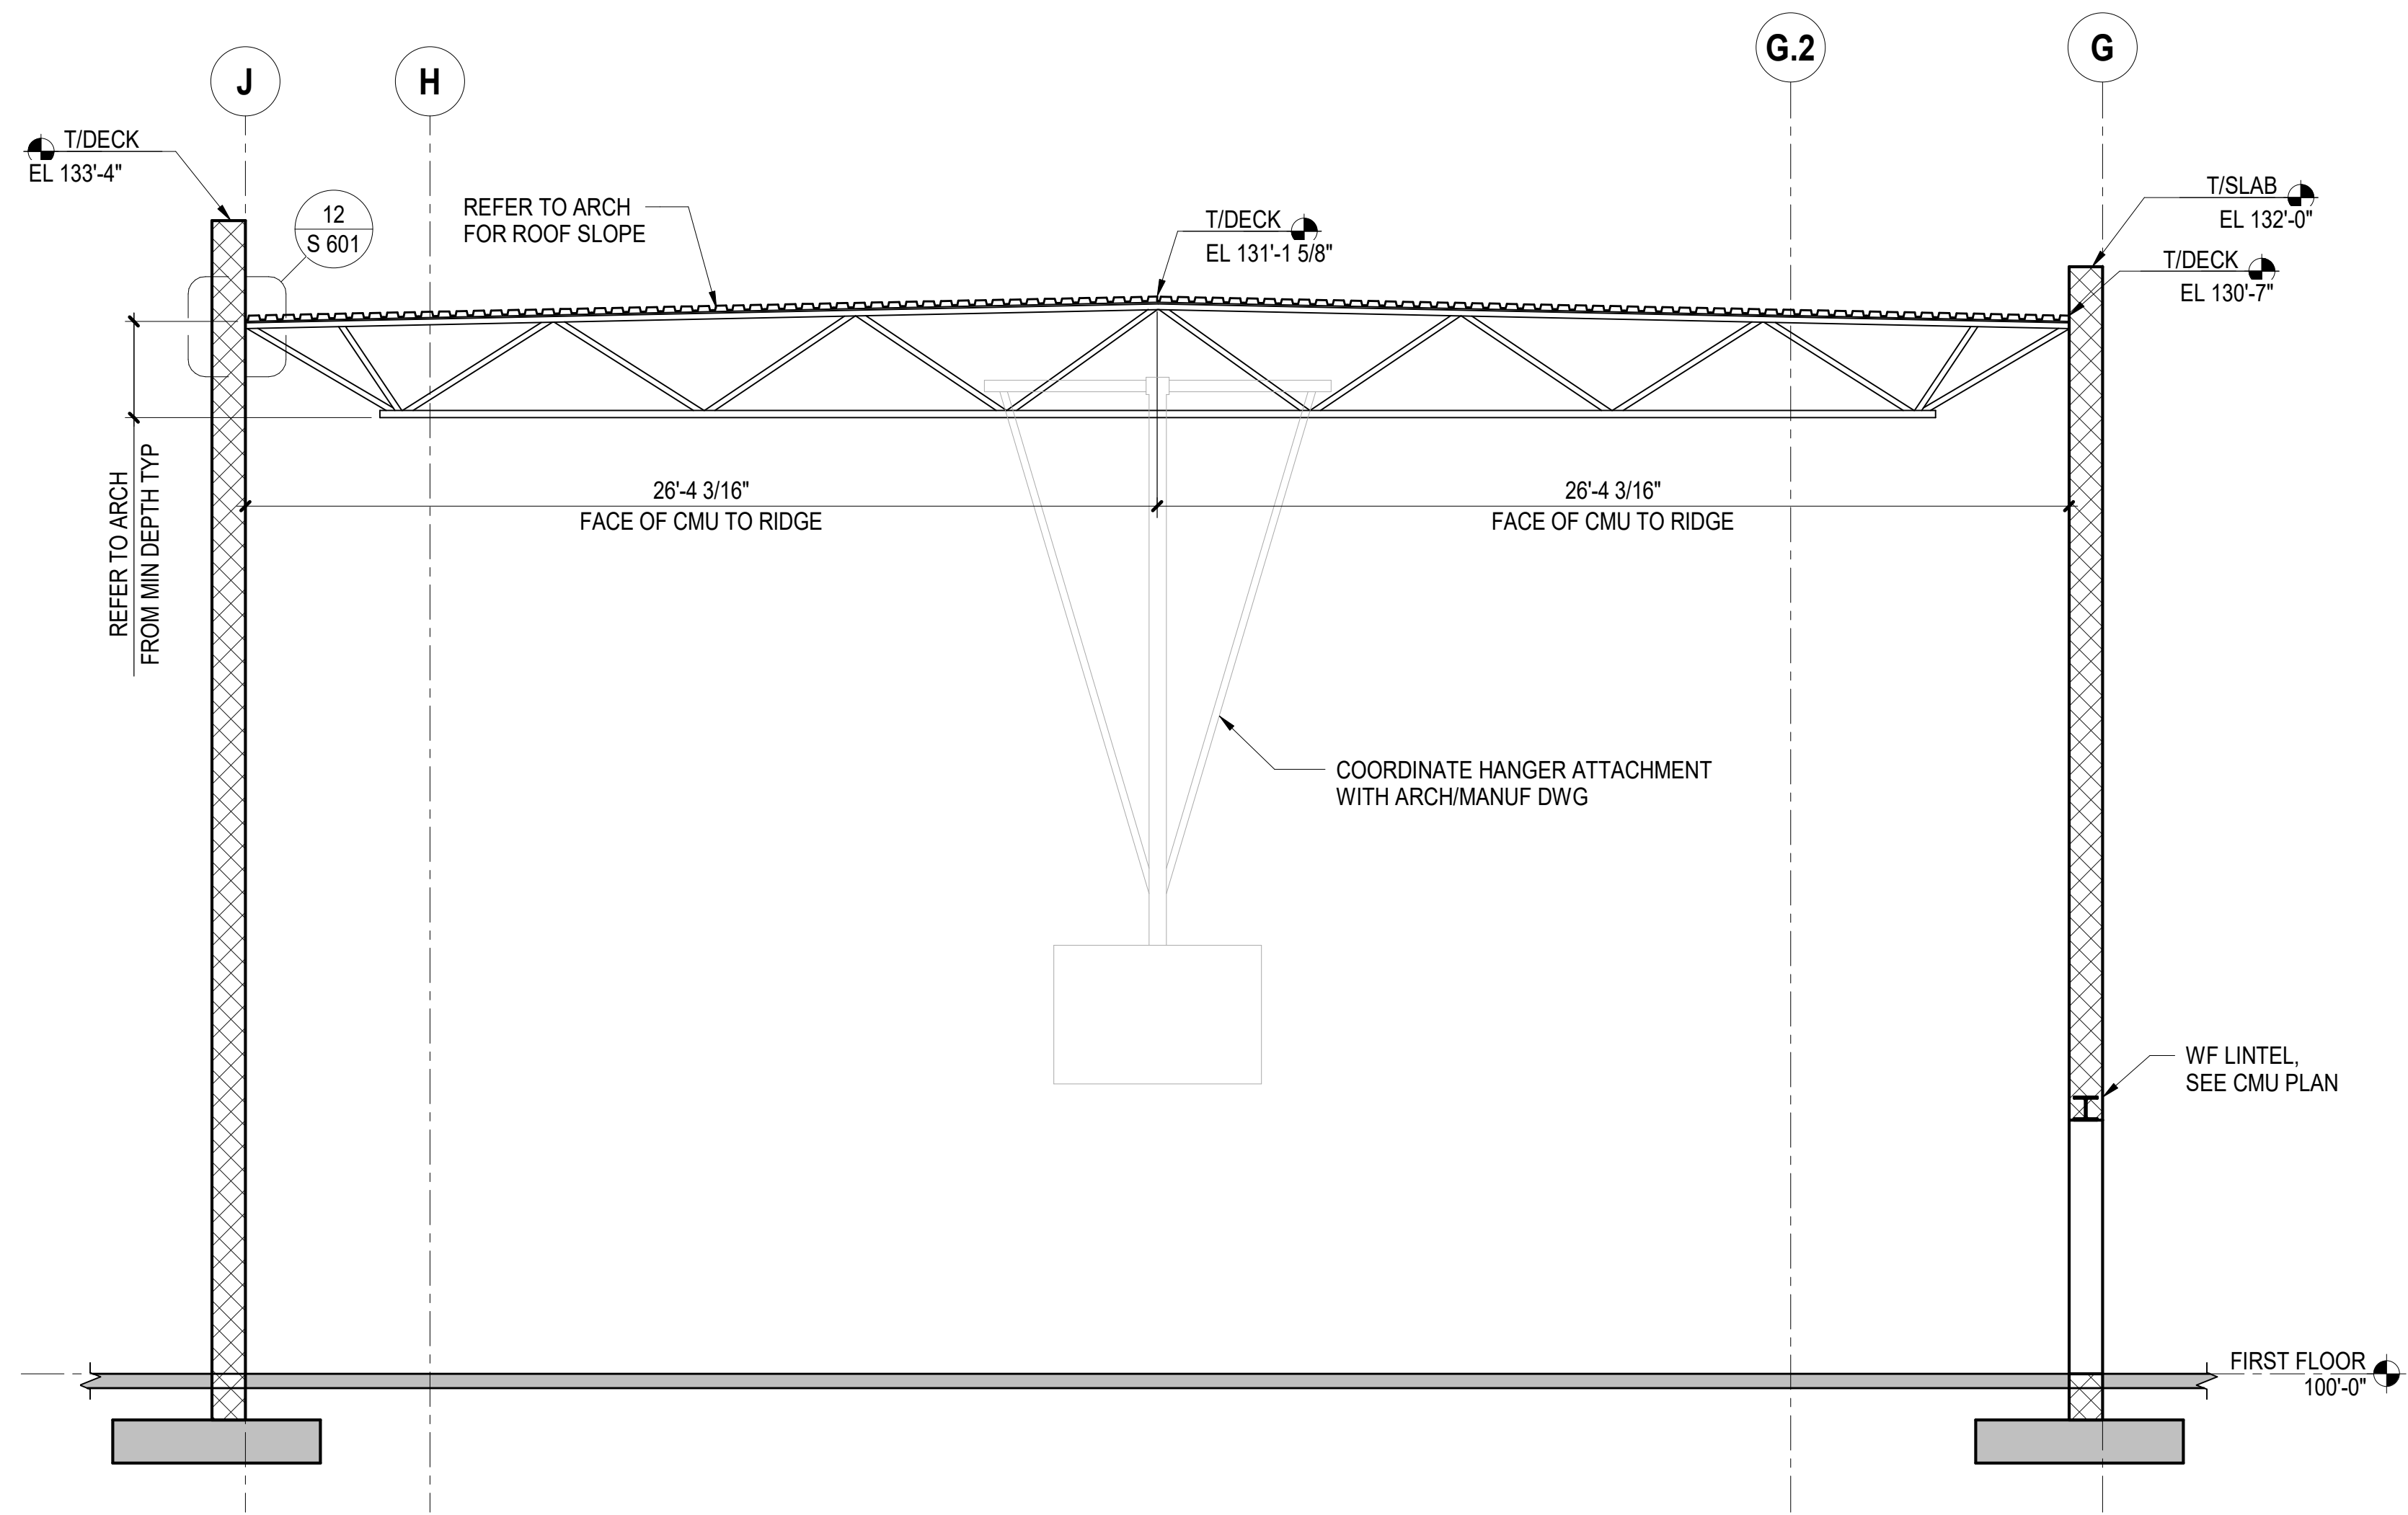 J
H
G.2
G
T/DECK
EL 133'-4"
12
S 601
REFER TO ARCH
FOR ROOF SLOPE
T/DECK
EL 131'-1 5/8"
T/SLAB
EL 132'-0"
T/DECK
EL 130'-7"
REFER TO ARCH
FROM MIN DEPTH TYP
26'-4 3/16"
FACE OF CMU TO RIDGE
26'-4 3/16"
FACE OF CMU TO RIDGE
COORDINATE HANGER ATTACHMENT
WITH ARCH/MANUF DWG
WF LINTEL,
SEE CMU PLAN
FIRST FLOOR
100'-0"